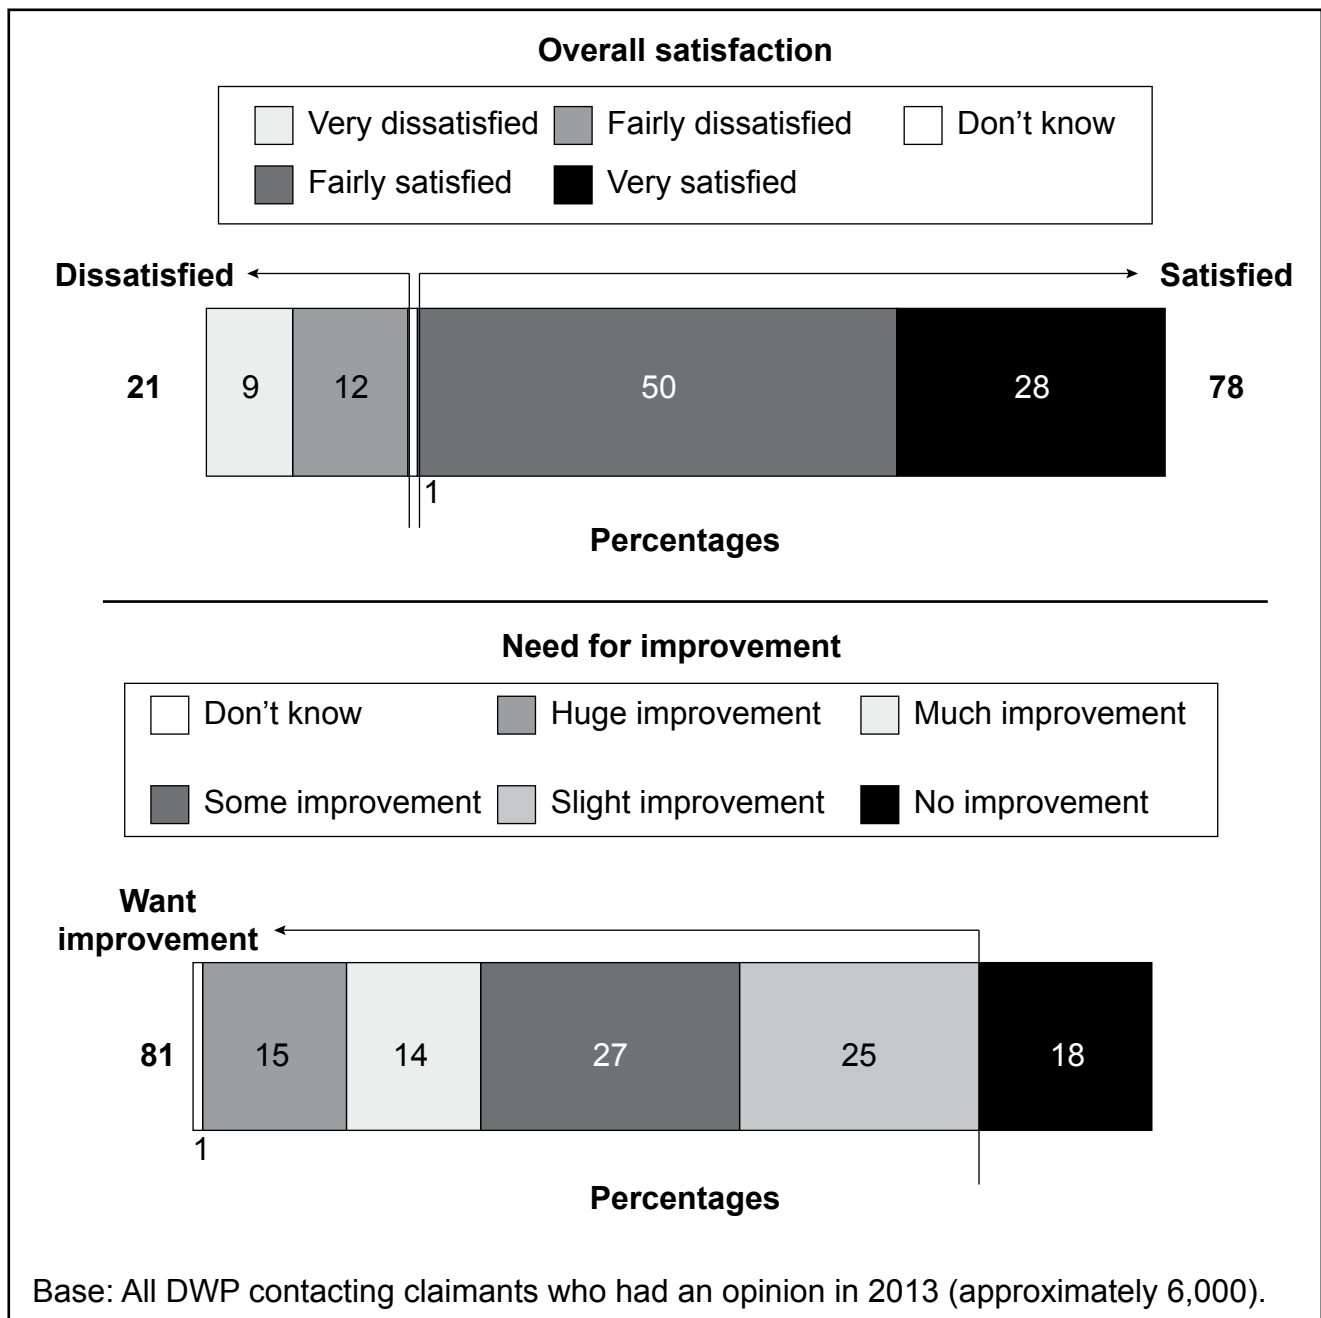 Overall satisfaction
Very dissatisfied Fairly dissatisfied Don’t know
Fairly satisfied Very satisfied
Dissatisfied Satisfied
21 9 12 50 28 78
1
Percentages
Need for improvement
Don’t know Huge improvement Much improvement
Some improvement Slight improvement No improvement
Want
improvement
81 15 14 27 25 18
1
Percentages
Base: All DWP contacting claimants who had an opinion in 2013 (approximately 6,000).